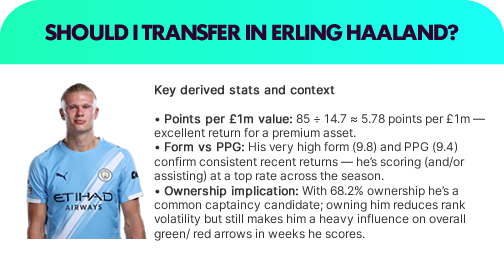 SHOULD I TRANSFER IN ERLING HAALAND?
Key derived stats and context
• Points per £1m value: 85 ÷ 14.7 ≈ 5.78 points per £1m —
excellent return for a premium asset.
• Form vs PPG: His very high form (9.8) and PPG (9.4)
confirm consistent recent returns — he’s scoring (and/or
assisting) at a top rate across the season.
• Ownership implication: With 68.2% ownership he’s a
common captaincy candidate; owning him reduces rank
volatility but still makes him a heavy influence on overall
green/ red arrows in weeks he scores.
ETIHAD
AIRWAYS